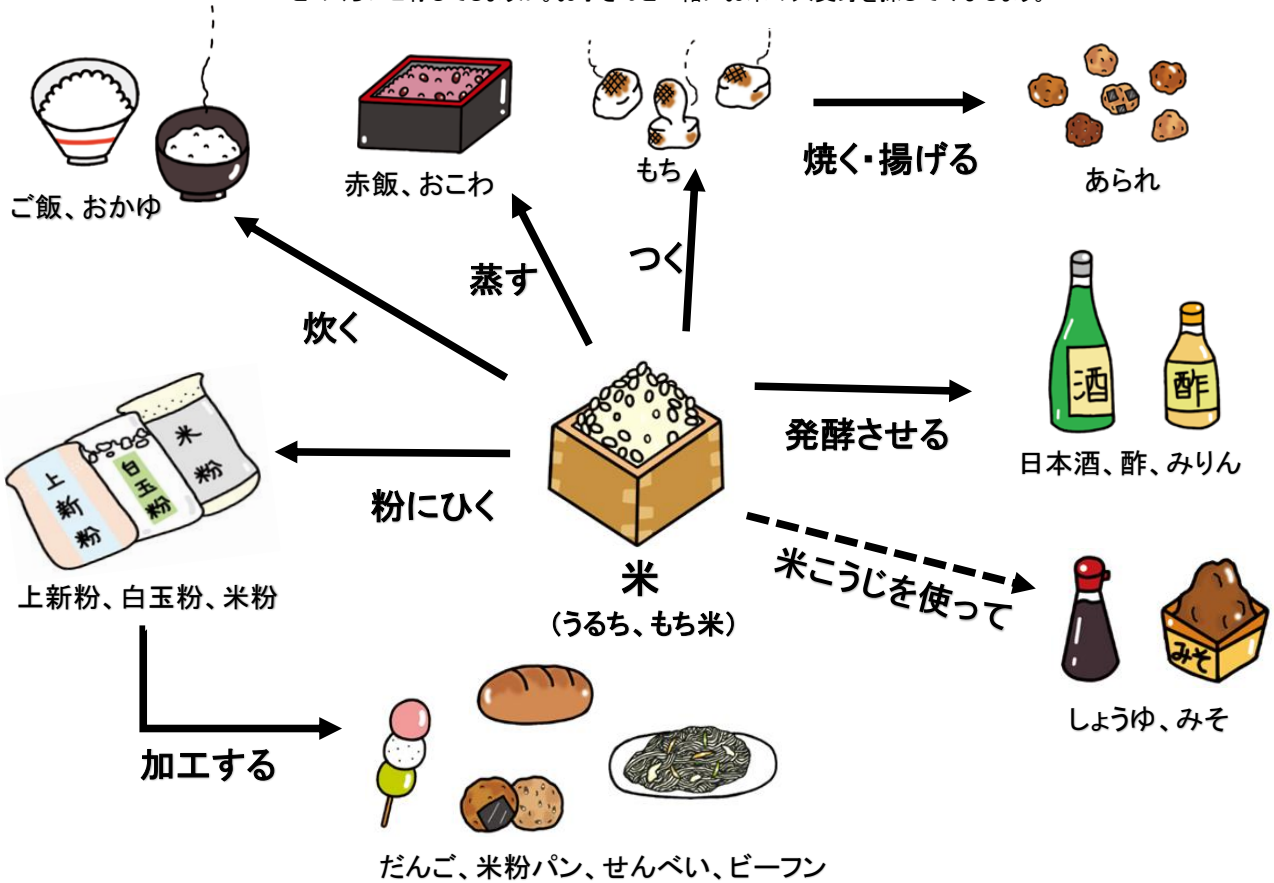 ご飯、おかゆ
赤飯、おこわ
もち
焼く・揚げる
あられ
炊く
蒸す
つく
酒
酢
発酵させる
日本酒、酢、みりん
上新粉
白玉粉
米粉
粉にひく
上新粉、白玉粉、米粉
米
(うるち、もち米)
米こうじを使って
みそ
しょうゆ、みそ
加工する
だんご、米粉パン、せんべい、ビーフン